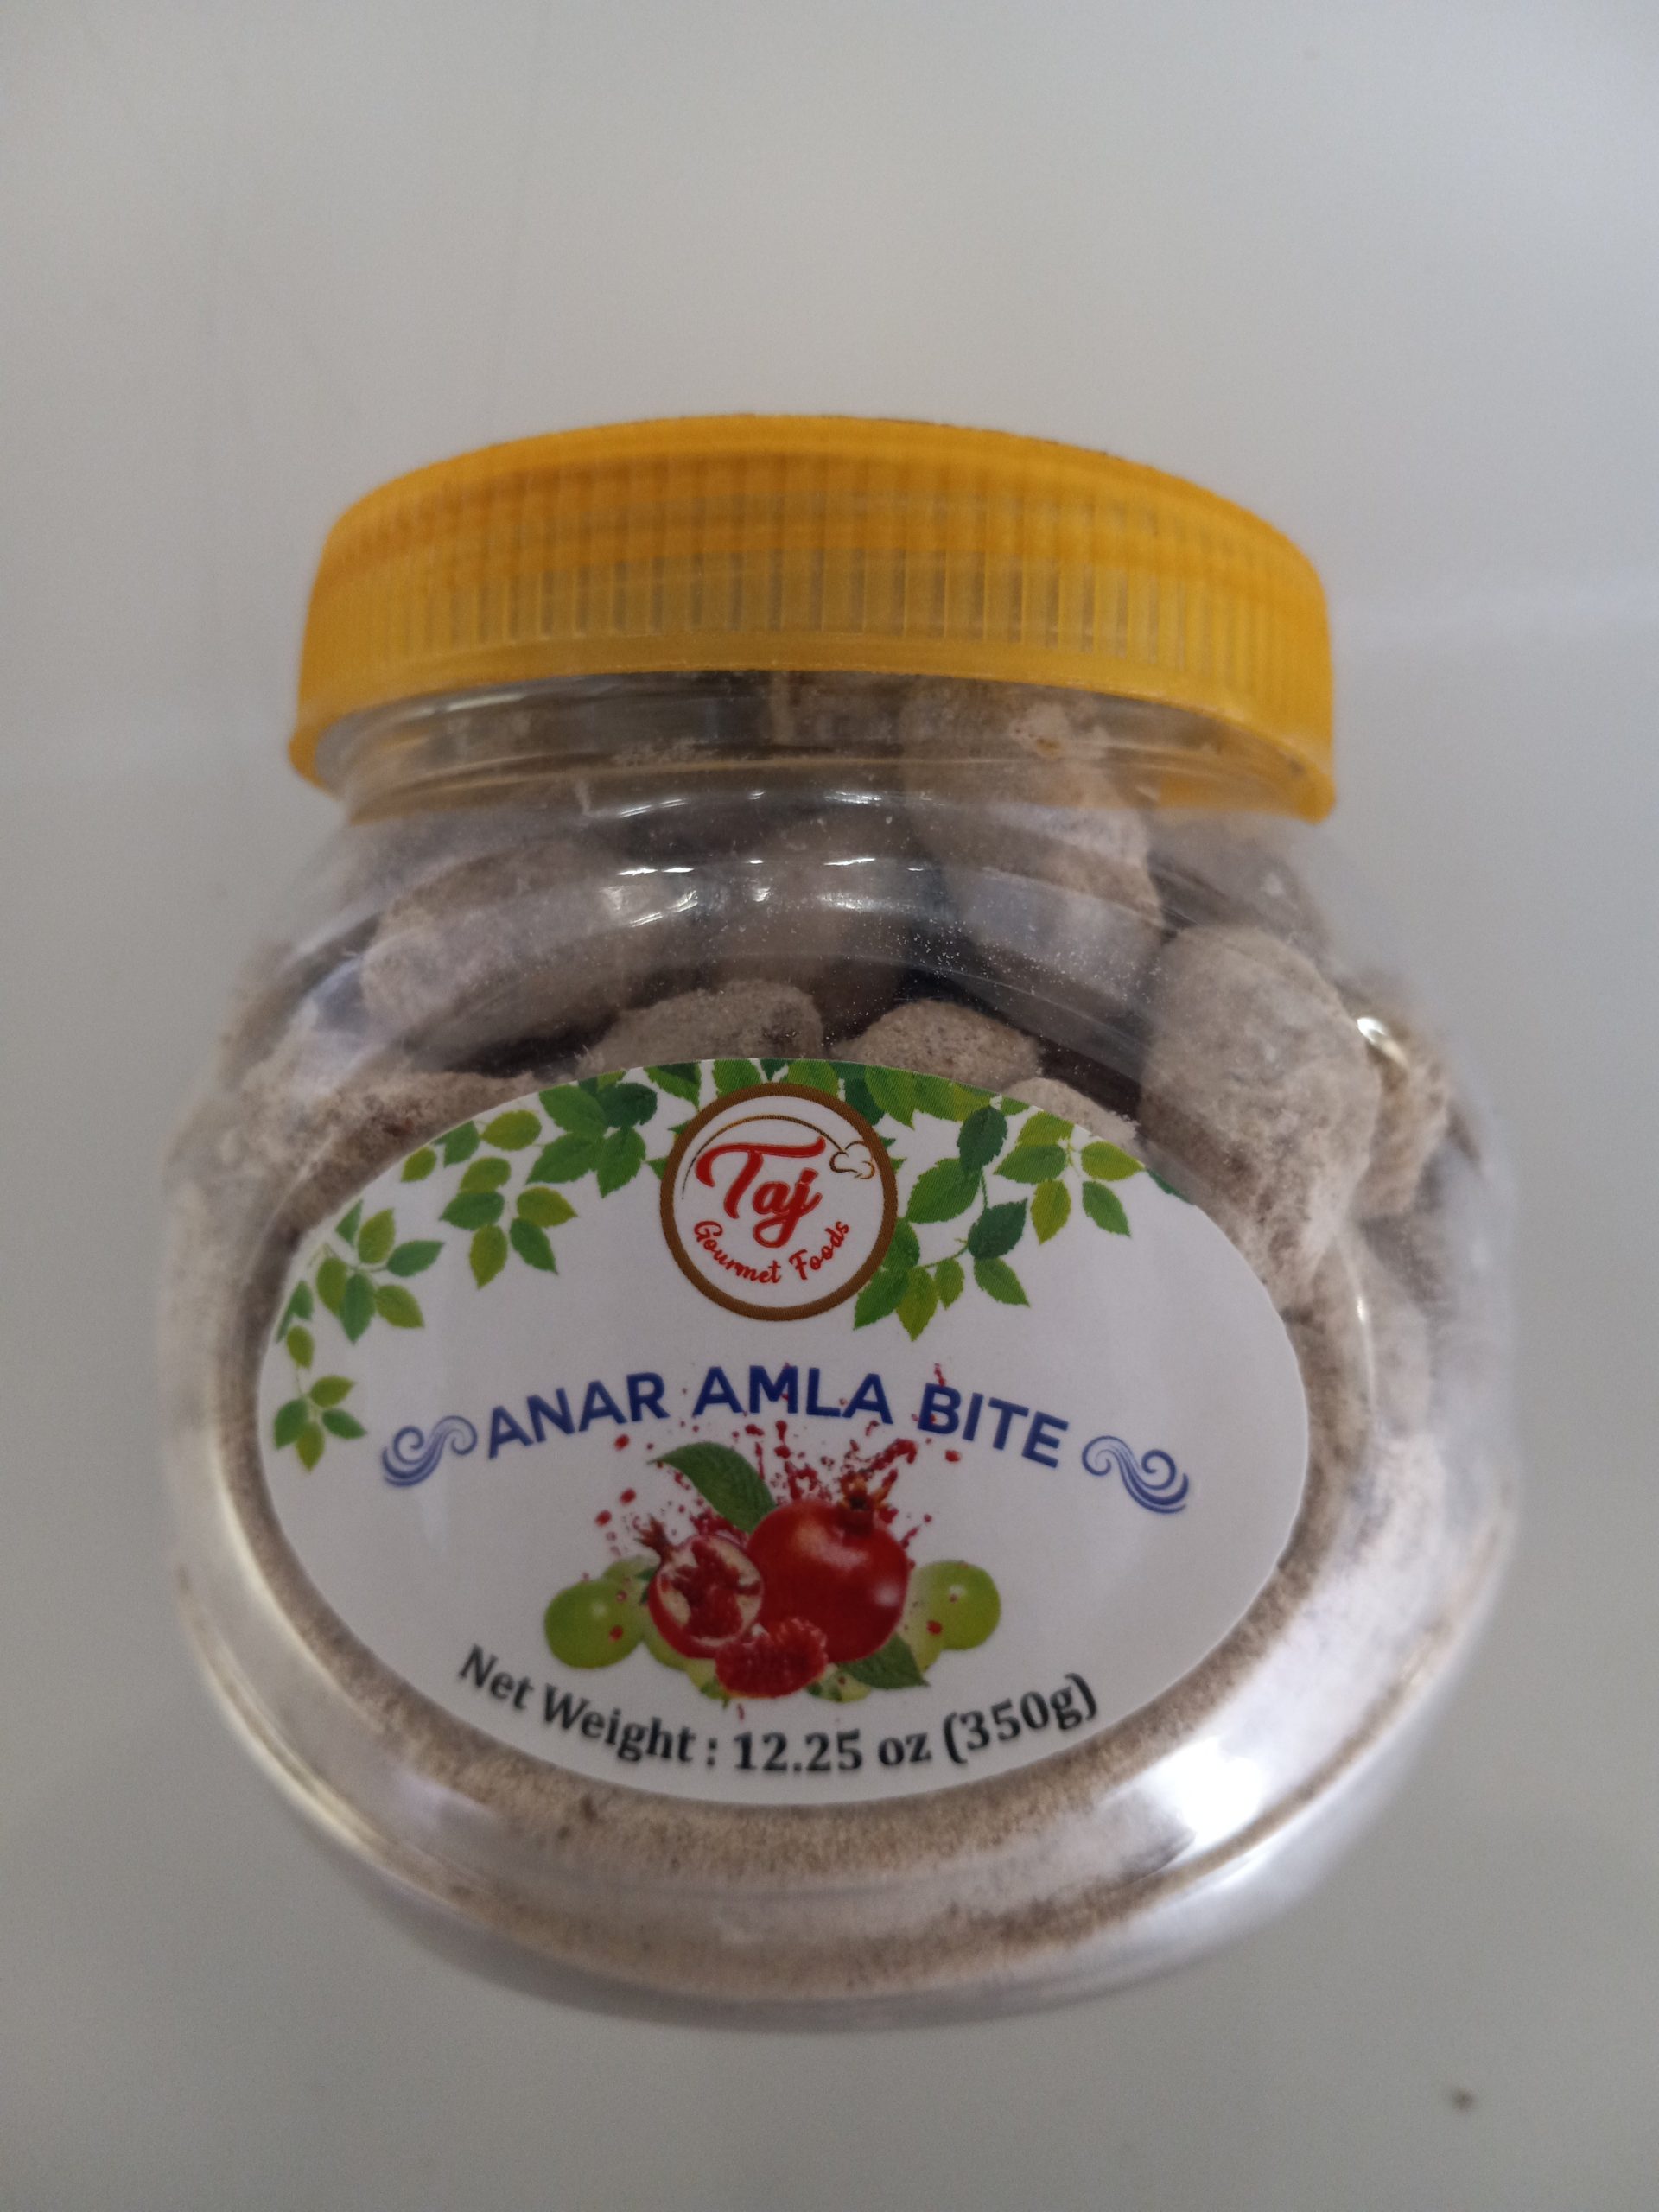 Taj
Gourmet Foods
ANAR AMLA BITE
Net Weight : 12.25 oz (350g)